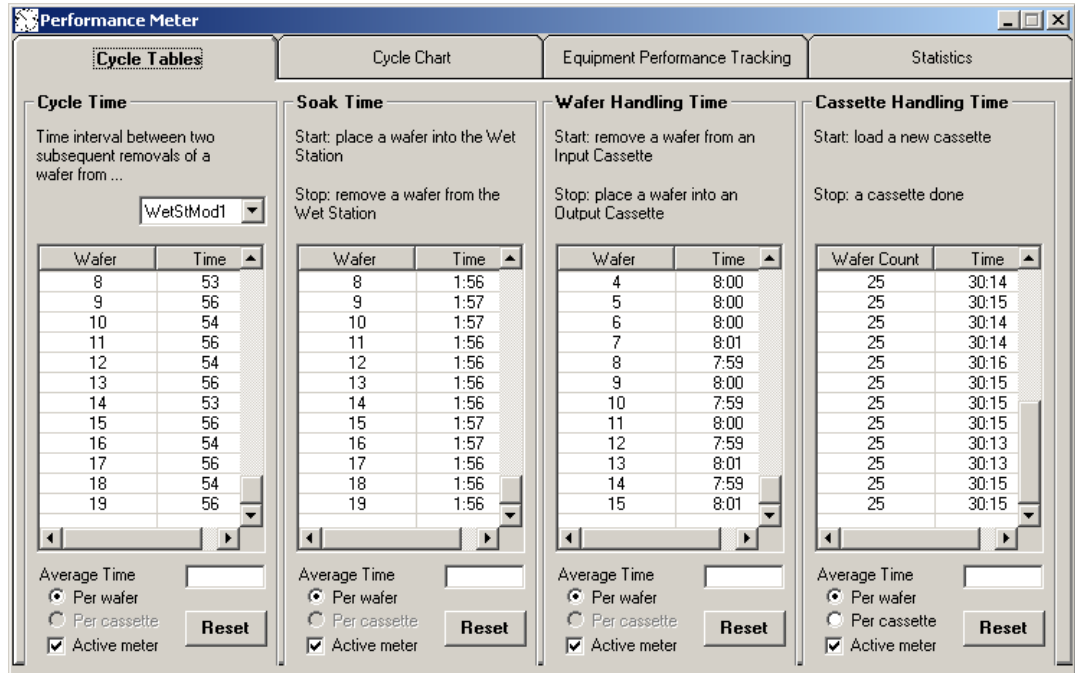 Performance Meter
Cycle Tables
Cycle Chart
Equipment Performance Tracking
Statistics
Cycle Time
Time interval between two
subsequent removals of a
wafer from ...
WetStMod1
Wafer Time
8 53
9 56
10 54
11 56
12 54
13 56
14 53
15 56
16 54
17 56
18 54
19 56
Average Time
Per wafer
Per cassette
Reset
Active meter
Soak Time
Start: place a wafer into the Wet
Station
Stop: remove a wafer from the
Wet Station
Wafer Time
8 1:56
9 1:57
10 1:57
11 1:56
12 1:56
13 1:56
14 1:56
15 1:57
16 1:57
17 1:56
18 1:56
19 1:56
Average Time
Per wafer
Per cassette
Reset
Active meter
Wafer Handling Time
Start: remove a wafer from an
Input Cassette
Stop: place a wafer into an
Output Cassette
Wafer Time
4 8:00
5 8:00
6 8:00
7 8:01
8 7:59
9 8:00
10 7:59
11 8:00
12 7:59
13 8:01
14 7:59
15 8:01
Average Time
Per wafer
Per cassette
Reset
Active meter
Cassette Handling Time
Start: load a new cassette
Stop: a cassette done
Wafer Count Time
25 30:14
25 30:15
25 30:14
25 30:14
25 30:16
25 30:15
25 30:15
25 30:15
25 30:13
25 30:13
25 30:15
25 30:15
Average Time
Per wafer
Per cassette
Reset
Active meter